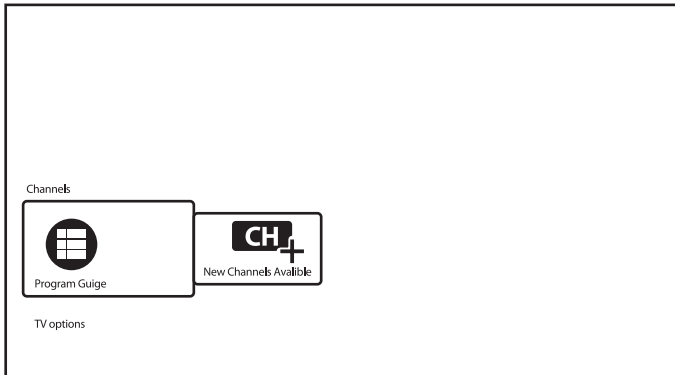 Channels
CH
Program Guige
New Channels Avalible
TV options